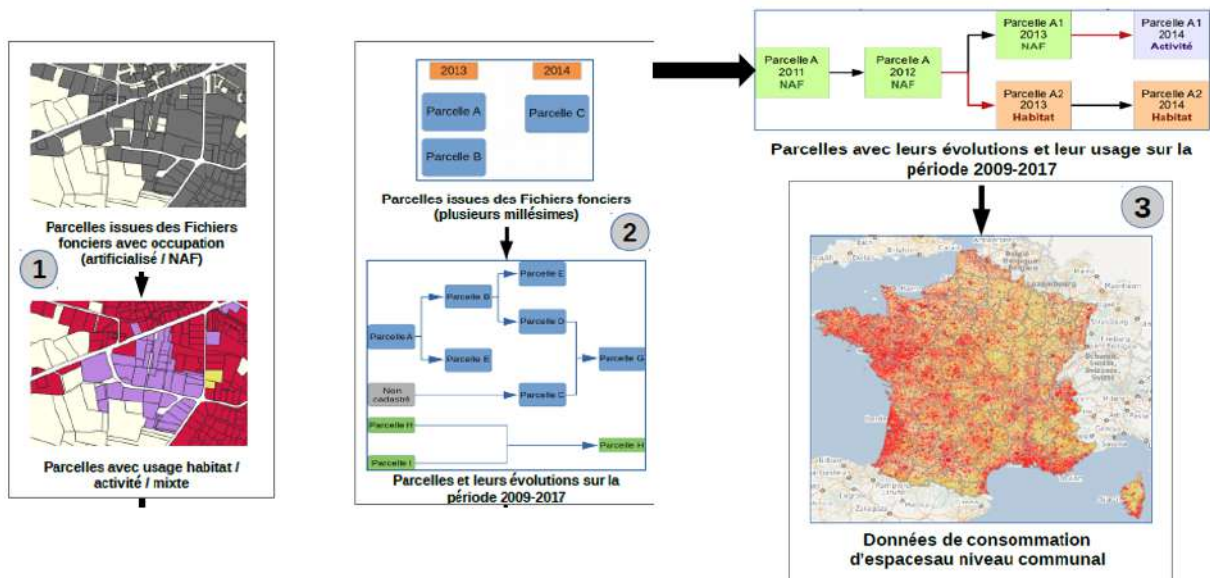 Parcelles issues des Fichiers
fonciers avec occupation
(artificialisé / NAF)
1
Parcelles avec usage habitat /
activité / mixte
2013
2014
Parcelle A
Parcelle C
Parcelle B
Parcelles issues des Fichiers fonciers
(plusieurs millésimes)
2
Parcelle E
Parcelle B
Parcelle D
Parcelle A
Parcelle E
Parcelle G
Non
cadastré
Parcelle C
Parcelle H
Parcelle H
Parcelle I
Parcelles et leurs évolutions sur la
période 2009-2017
Parcelle A
2011
NAF
Parcelle A
2012
NAF
Parcelle A1
2013
NAF
Parcelle A1
2014
Activité
Parcelle A2
2013
Habitat
Parcelle A2
2014
Habitat
Parcelles avec leurs évolutions et leur usage sur la
période 2009-2017
3
Données de consommation
d'espacesau niveau communal